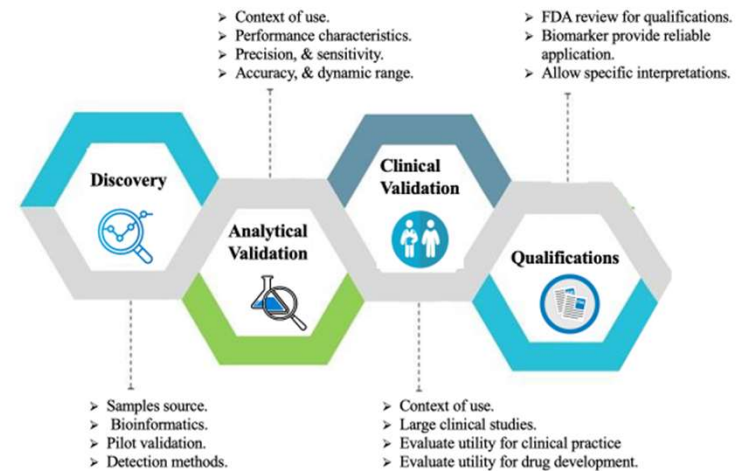 ➢ Context of use.
➢ Performance characteristics.
➢ Precision, & sensitivity.
➢ Accuracy, & dynamic range.
➢ FDA review for qualifications.
➢ Biomarker provide reliable
application.
➢ Allow specific interpretations.
Discovery
Analytical
Validation
Clinical
Validation
Qualifications
➢ Samples source.
➢ Bioinformatics.
➢ Pilot validation.
➢ Detection methods.
➢ Context of use.
➢ Large clinical studies.
➢ Evaluate utility for clinical practice
➢ Evaluate utility for drug development.